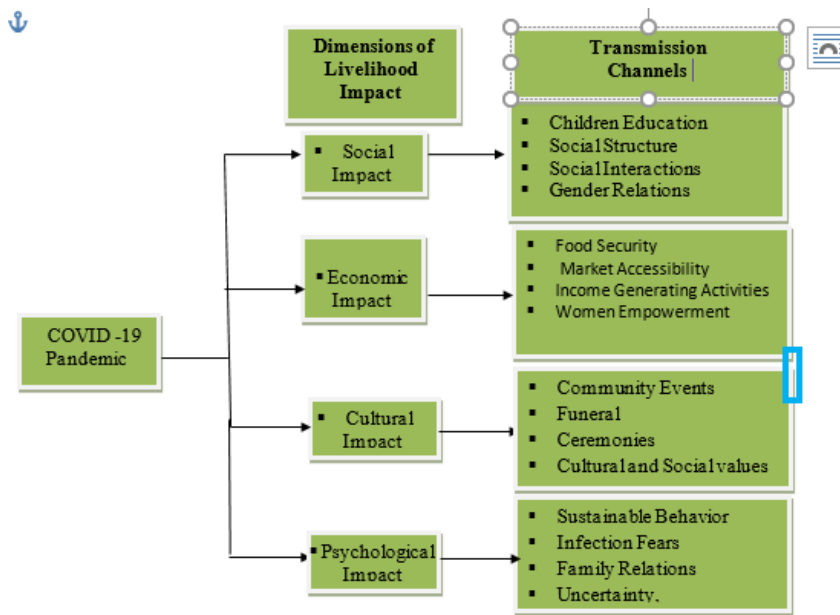 Dimensions of
Livelihood
Impact
Transmission
Channels
▪ Social
Impact
▪ Children Education
▪ Social Structure
▪ Social Interactions
▪ Gender Relations
▪ Economic
Impact
▪ Food Security
▪ Market Accessibility
▪ Income Generating Activities
▪ Women Empowerment
COVID -19
Pandemic
▪ Cultural
Impact
▪ Community Events
▪ Funeral
▪ Ceremonies
▪ Cultural and Social values
▪ Psychological
Impact
▪ Sustainable Behavior
▪ Infection Fears
▪ Family Relations
▪ Uncertainty.